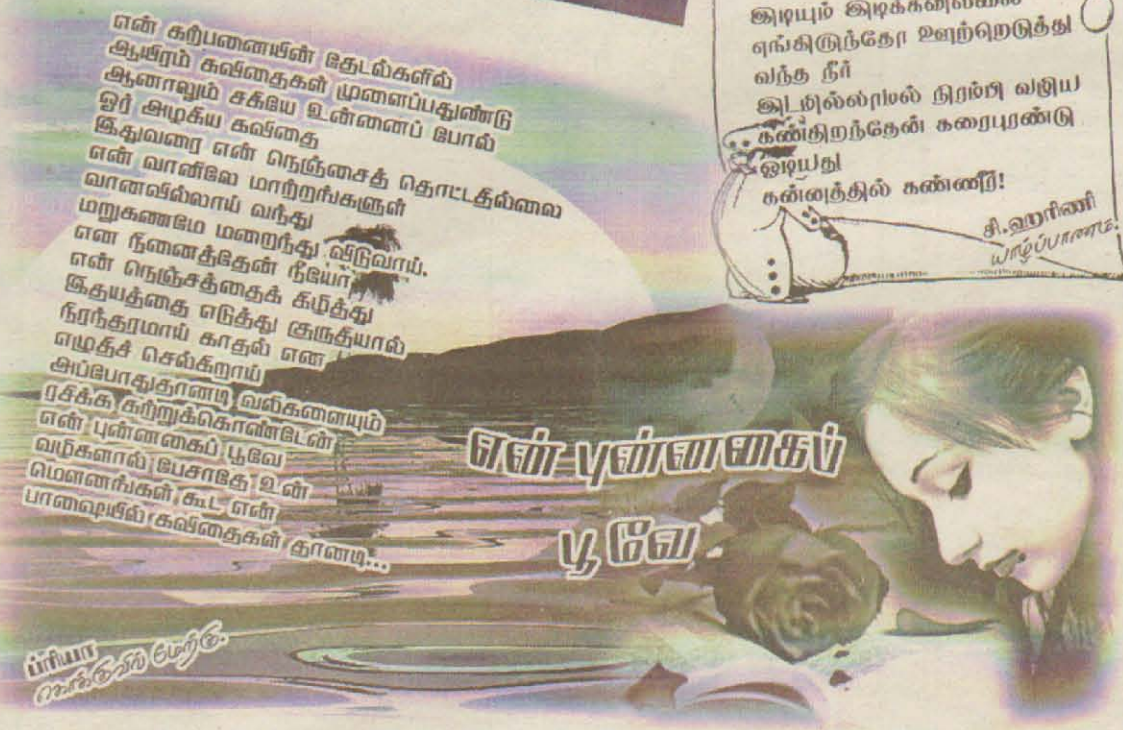 என் கற்பனையின் தேடல்களில்
ஆயிரம் கவிதைகள் முளைப்பதுண்டு
ஆனாலும் சகியே உன்னைப் போல்
ஓர் அழகிய கவிதை
இதுவரை என் நெஞ்சைத் தொட்டதில்லை
என் வானிலே மாற்றங்களுள்
வானவில்லாய் வந்து
மறுகணமே மறைந்து விடுவாய்.
என நினைத்தேன் நீயோ
என் நெஞ்சத்தைக் கிழித்து
இதயத்தை எடுத்து குருதியால்
நிரந்தரமாய் காதல் என
எழுதிச் செல்கிறாய்
அப்போதுதானடி வலிகளையும்
ரசிக்க கற்றுக்கொண்டேன்
என் புன்னகைப் பூவே
வழிகளால் பேசாதே உன்
மௌனங்கள் கூட என்
பாஷையில் கவிதைகள் தானடி...
ப்ரியா
கொக்குவில் மேற்கு.
என் புன்னகைப்
பூவே
இடியும் இடிக்கவில்லை
எங்கிருந்தோ ஊற்றெடுத்து
வந்த நீர்
இடமில்லாமல் நிரம்பி வழிய
கண்திறந்தேன் கரைபுரண்டு
ஓடியது
கன்னத்தில் கண்ணீர்!
சி.ஹரிணி
யாழ்ப்பாணம்.